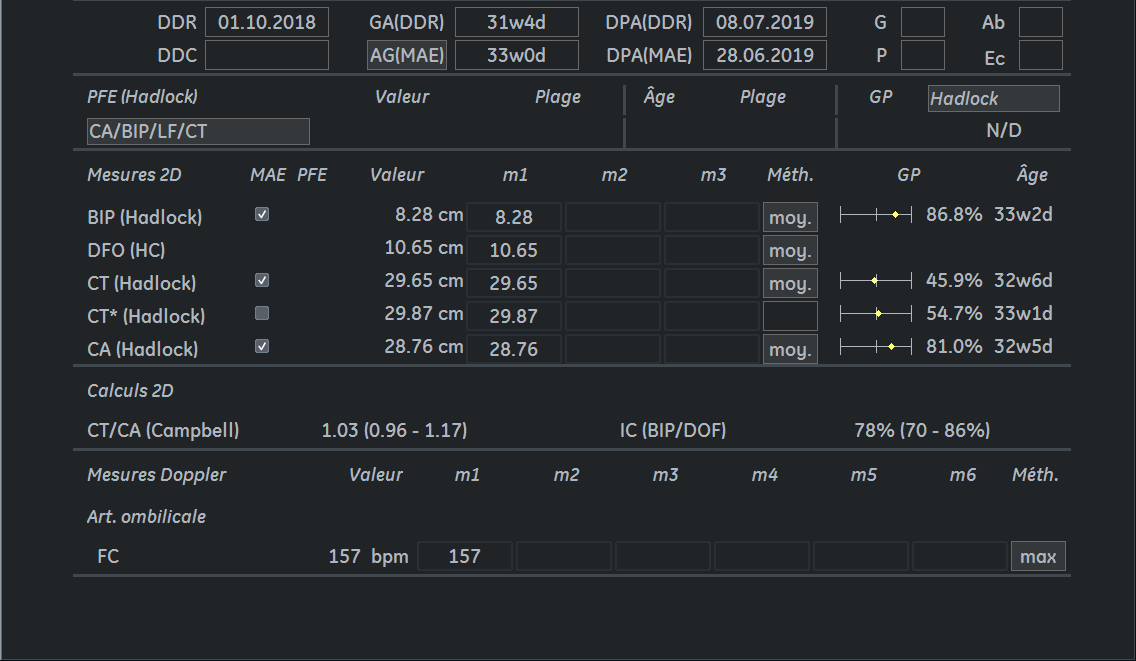 DDR 01.10.2018 GA(DDR) 31w4d DPA(DDR) 08.07.2019 G Ab
DDC AG(MAE) 33w0d DPA(MAE) 28.06.2019 P Ec
PFE (Hadlock) Valeur Plage Âge Plage GP Hadlock
CA/BIP/LF/CT N/D
Mesures 2D MAE PFE Valeur m1 m2 m3 Méth. GP Âge
BIP (Hadlock) 8.28 cm 8.28 moy. 86.8% 33w2d
DFO (HC) 10.65 cm 10.65 moy.
CT (Hadlock) 29.65 cm 29.65 moy. 45.9% 32w6d
CT* (Hadlock) 29.87 cm 29.87 54.7% 33w1d
CA (Hadlock) 28.76 cm 28.76 moy. 81.0% 32w5d
Calculs 2D
CT/CA (Campbell) 1.03 (0.96 - 1.17) IC (BIP/DOF) 78% (70 - 86%)
Mesures Doppler Valeur m1 m2 m3 m4 m5 m6 Méth.
Art. ombilicale
FC 157 bpm 157 max